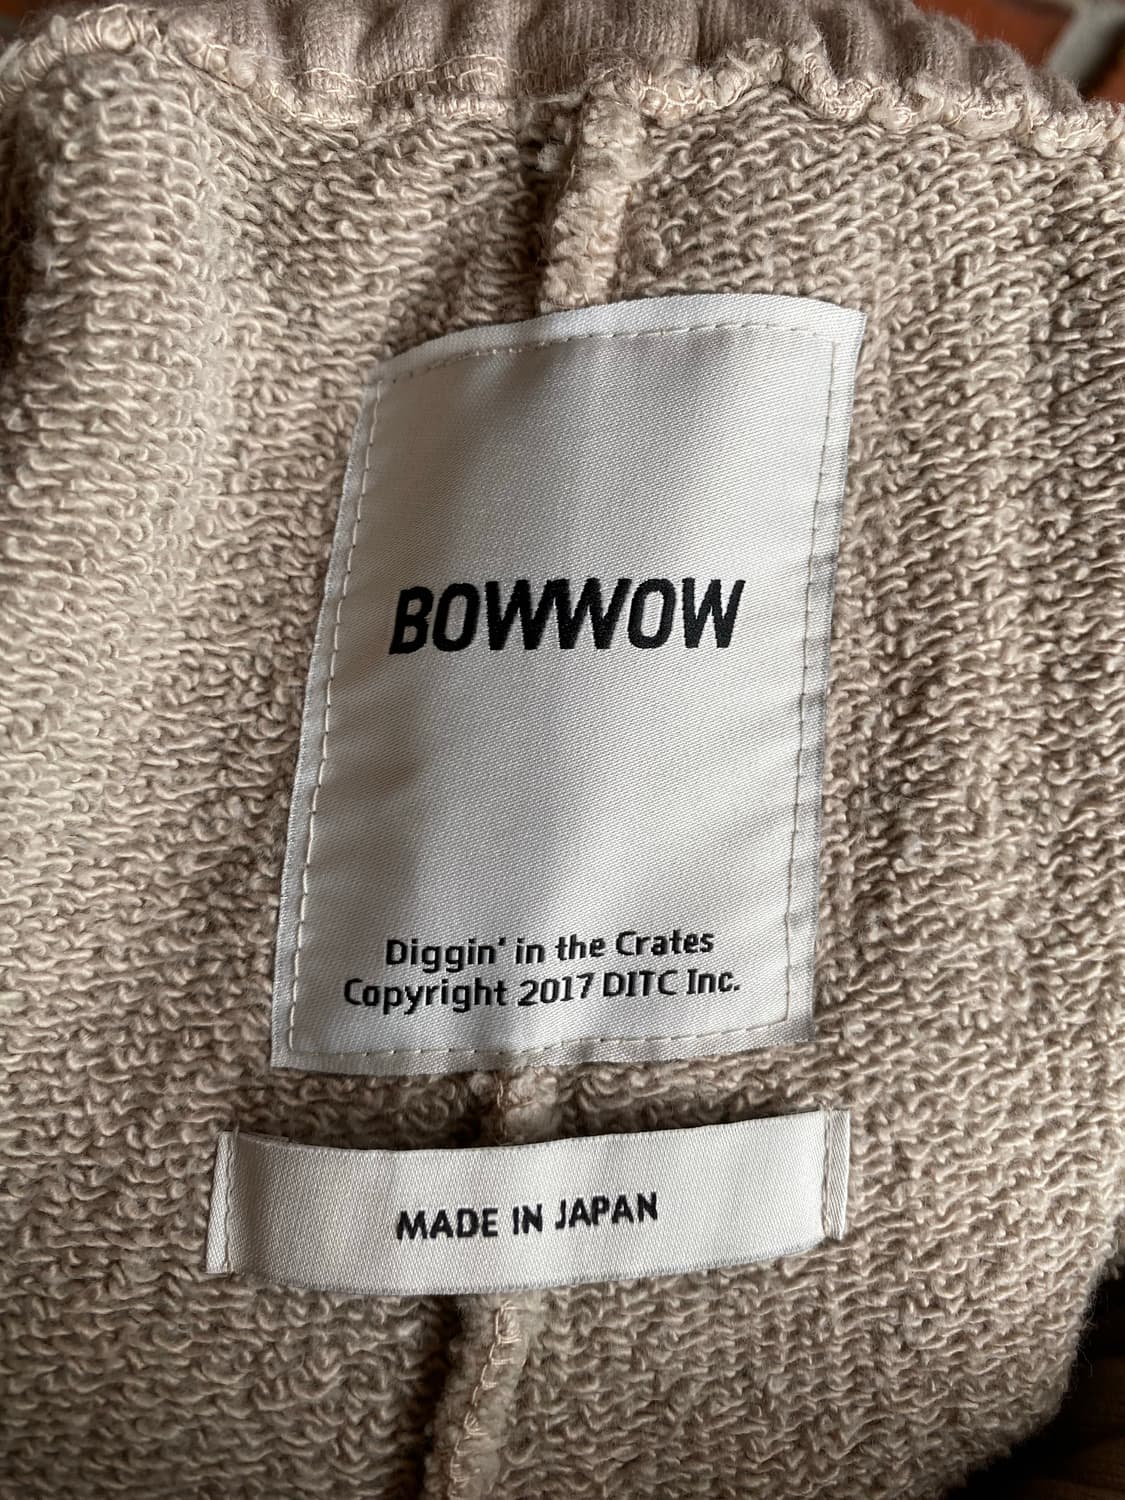 BOWWOW
Diggin' in the Crates
Copyright 2017 DITC Inc.
MADE IN JAPAN